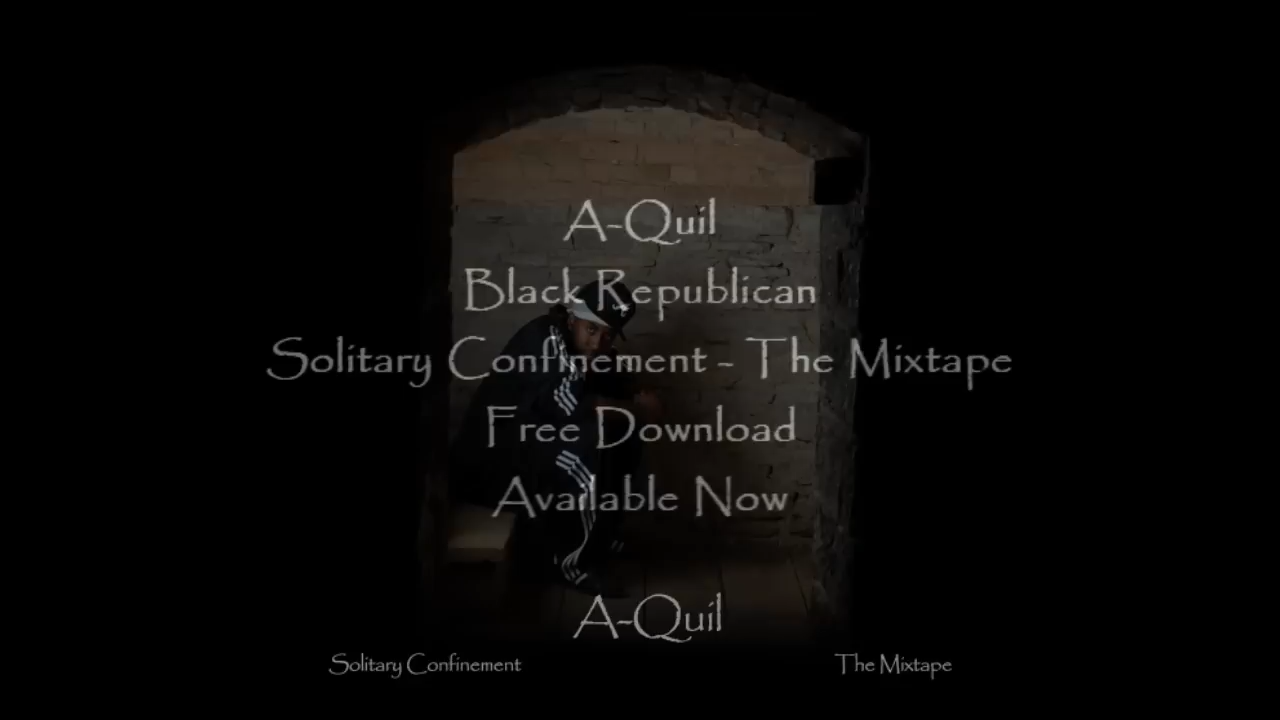 A-Quil
Black Republican
Solitary Confinement - The Mixtape
Free Download
Available Now
A-Quil
Solitary Confinement The Mixtape